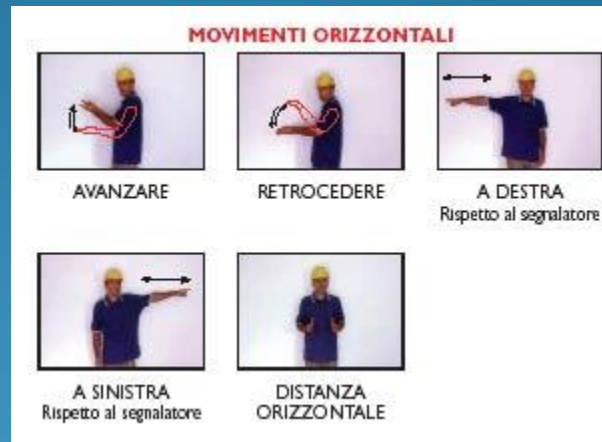 MOVIMENTI ORIZZONTALI
AVANZARE
RETROCEDERE
A DESTRA
Rispetto al segnalatore
A SINISTRA
Rispetto al segnalatore
DISTANZA
ORIZZONTALE